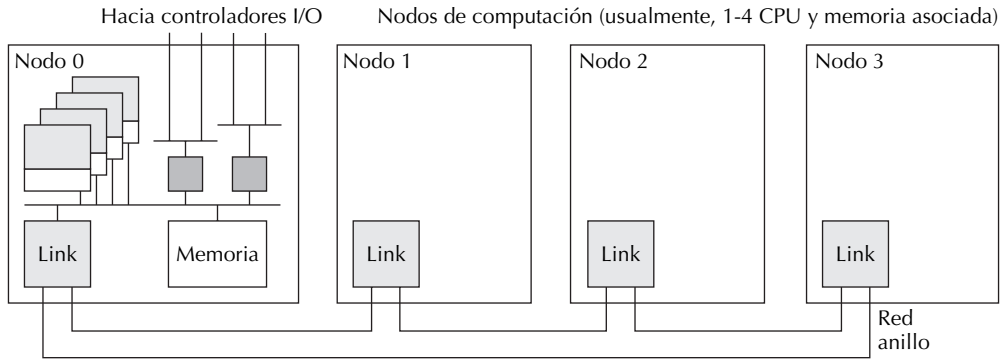 Hacia controladores I/O
Nodos de computación (usualmente, 1-4 CPU y memoria asociada)
Nodo 0
Nodo 1
Nodo 2
Nodo 3
Link
Memoria
Link
Link
Link
Red
anillo